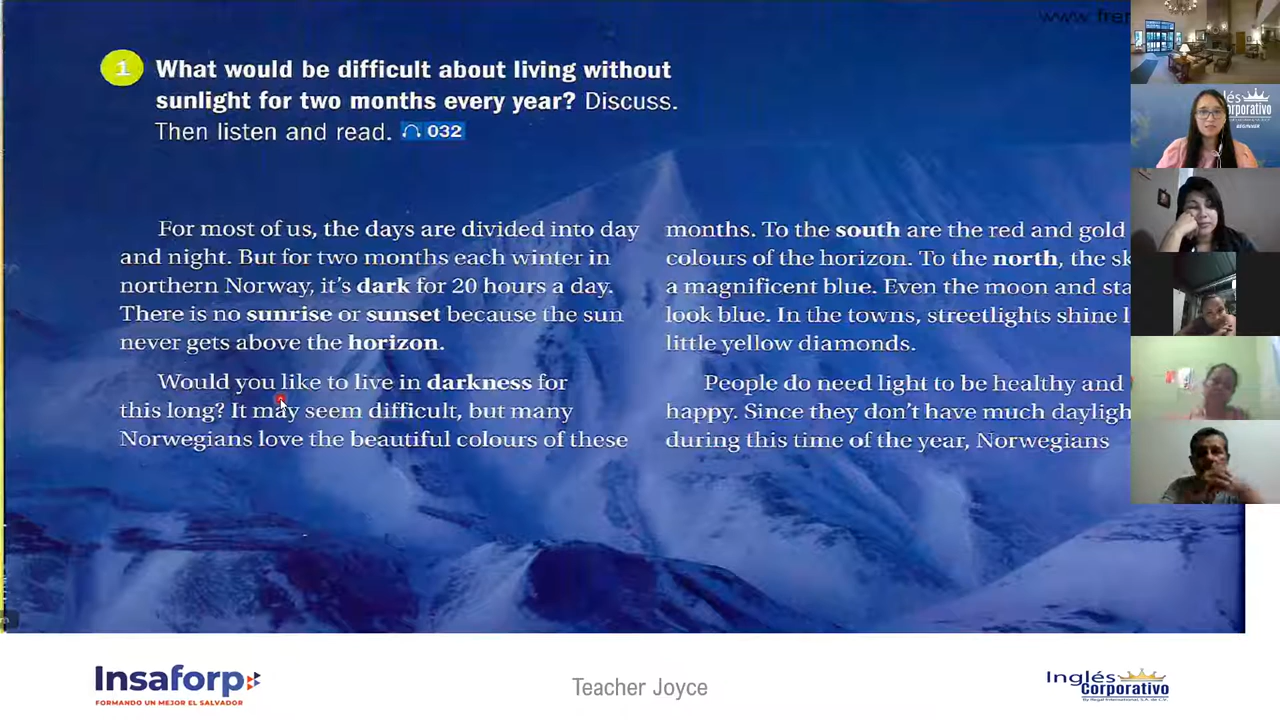 1 What would be difficult about living without
sunlight for two months every year? Discuss.
Then listen and read. 032
For most of us, the days are divided into day
and night. But for two months each winter in
northern Norway, it's dark for 20 hours a day.
There is no sunrise or sunset because the sun
never gets above the horizon.
Would you like to live in darkness for
this long? It may seem difficult, but many
Norwegians love the beautiful colours of these
months. To the south are the red and gold
colours of the horizon. To the north, the
a magnificent blue. Even the moon and
look blue. In the towns, streetlights shine
little yellow diamonds.
People do need light to be healthy and
happy. Since they don't have much
during this time of the year, Norwegians
www.
Corporativo
BEGINNER
Insaforp
FORMANDO UN MEJOR EL SALVADOR
Teacher Joyce
Inglés
Corporativo